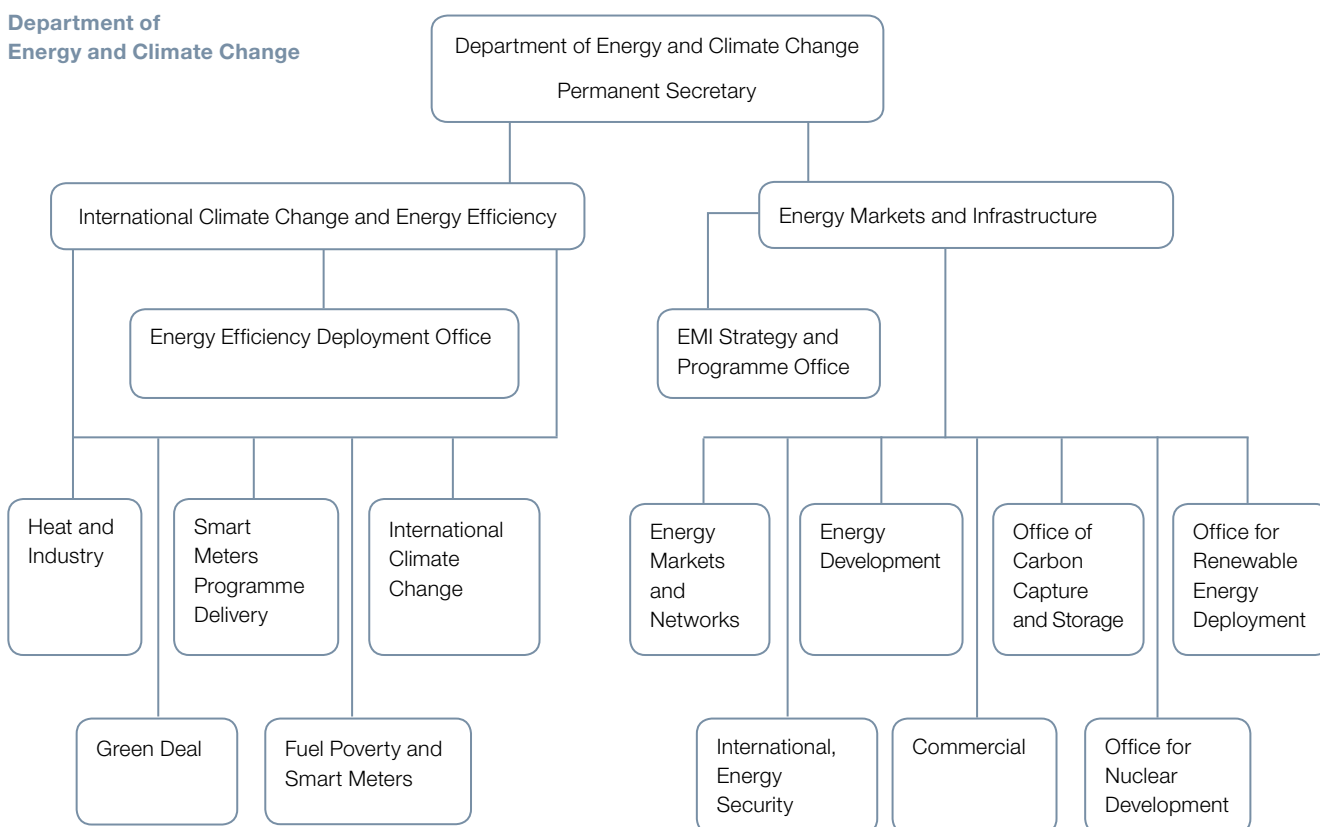 Department of
Energy and Climate Change
Department of Energy and Climate Change
Permanent Secretary
International Climate Change and Energy Efficiency
Energy Markets and Infrastructure
Energy Efficiency Deployment Office
EMI Strategy and
Programme Office
Heat and
Industry
Smart
Meters
Programme
Delivery
International
Climate
Change
Energy
Markets
and
Networks
Energy
Development
Office of
Carbon
Capture
and Storage
Office for
Renewable
Energy
Deployment
Green Deal
Fuel Poverty and
Smart Meters
International,
Energy
Security
Commercial
Office for
Nuclear
Development